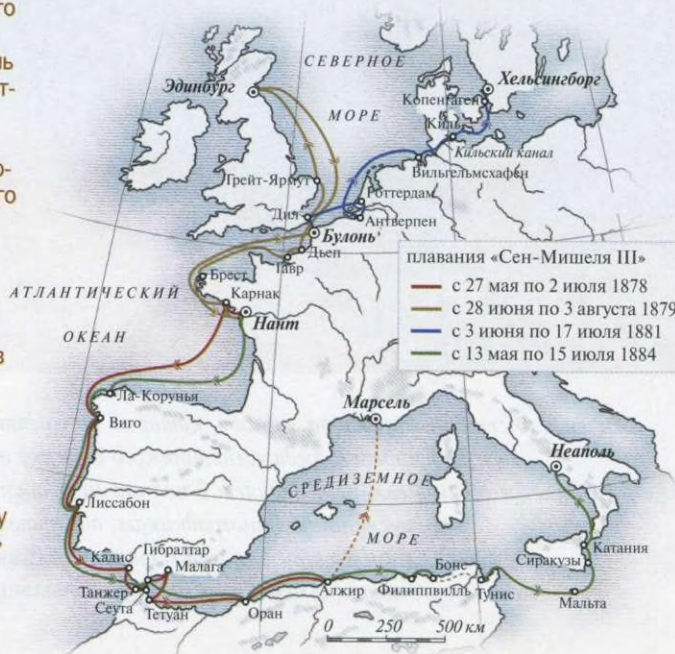 СЕВЕРНОЕ
МОРЕ
Эдинбург
Хельсингборг
Копенгаген
Киль
Кильский канал
Вильгельмсхафен
Грейт-Ярмут
Роттердам
Дил
Антверпен
Булонь
Дьеп
Гавр
плавания «Сен-Мишеля III»
с 27 мая по 2 июля 1878
с 28 июня по 3 августа 1879
с 3 июня по 17 июля 1881
с 13 мая по 15 июля 1884
Брест
АТЛАНТИЧЕСКИЙ
ОКЕАН
Карнак
Нант
Ла-Корунья
Виго
Марсель
Неаполь
СРЕДИЗЕМНОЕ
МОРЕ
Лиссабон
Кадис
Гибралтар
Малага
Танжер
Сеута
Тетуан
Оран
Алжир
Филиппвилль
Боне
Тунис
Катания
Сиракузы
Мальта
0 250 500 км